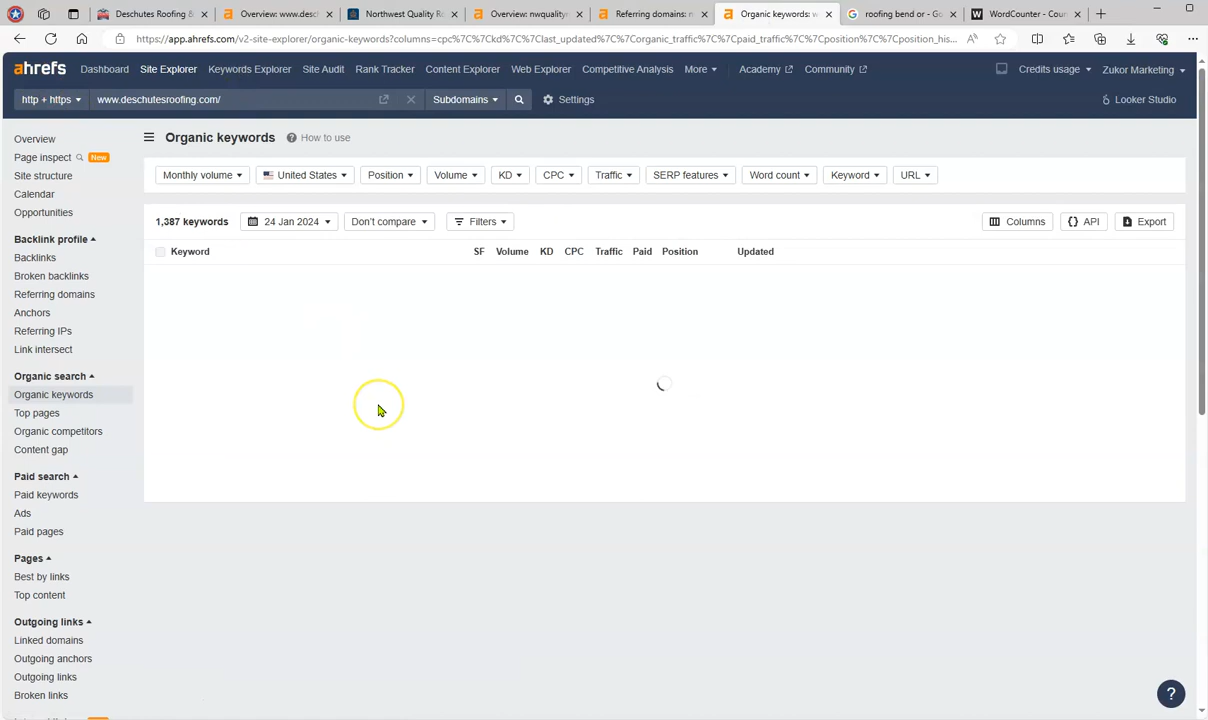 Deschutes Roofing &
Overview: www.desc
Northwest Quality Ro
Overview: nwquality
Referring domains: n
Organic keywords: w
roofing bend or - Go
WordCounter - Coun
https://app.ahrefs.com/v2-site-explorer/organic-keywords?columns=cpc%7C%7Ckd%7C%7Clast_updated%7C%7Corganic_traffic%7C%7Cpaid_traffic%7C%7Cposition%7C%7Cposition_his...
ahrefs Dashboard Site Explorer Keywords Explorer Site Audit Rank Tracker Content Explorer Web Explorer Competitive Analysis More Academy Community Credits usage Zukor Marketing
http + https www.deschutesroofing.com/ Subdomains Settings Looker Studio
Overview
Page inspect New
Site structure
Calendar
Opportunities
Backlink profile
Backlinks
Broken backlinks
Referring domains
Anchors
Referring IPs
Link intersect
Organic search
Organic keywords
Top pages
Organic competitors
Content gap
Paid search
Paid keywords
Ads
Paid pages
Pages
Best by links
Top content
Outgoing links
Linked domains
Outgoing anchors
Outgoing links
Broken links
Organic keywords ? How to use
Monthly volume United States Position Volume KD CPC Traffic SERP features Word count Keyword URL
1,387 keywords 24 Jan 2024 Don't compare Filters Columns {} API Export
Keyword SF Volume KD CPC Traffic Paid Position Updated
?